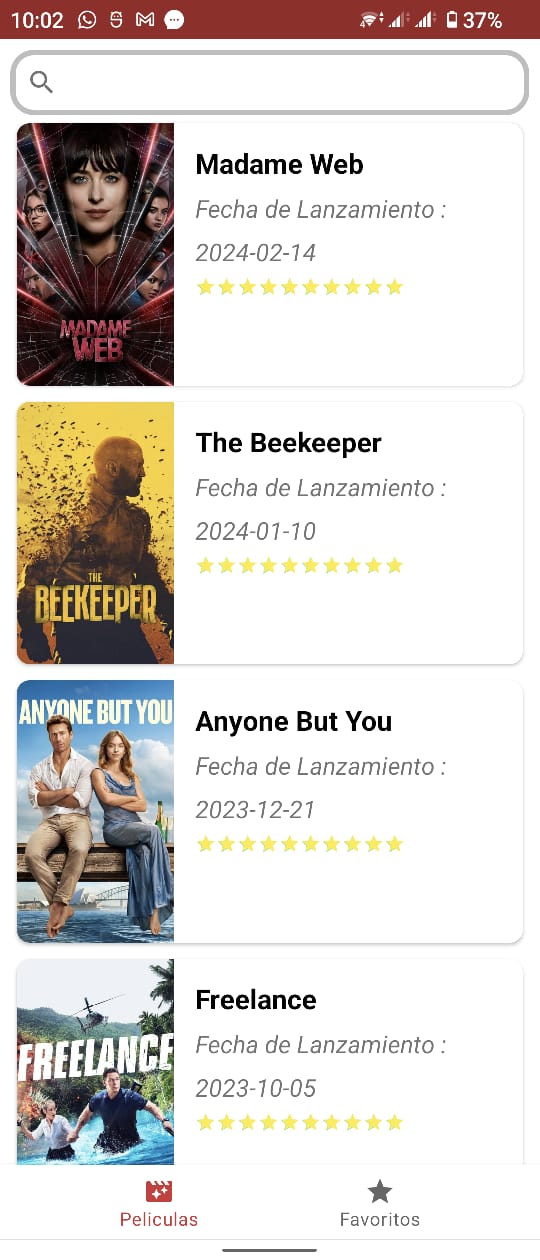 10:02 37%
Madame Web
Fecha de Lanzamiento :
2024-02-14
MADAME
WEB
The Beekeeper
Fecha de Lanzamiento :
2024-01-10
THE
BEEKEEPER
Anyone But You
Fecha de Lanzamiento :
2023-12-21
ANYONE BUT YOU
Freelance
Fecha de Lanzamiento :
2023-10-05
FREELANCE
Peliculas Favoritos